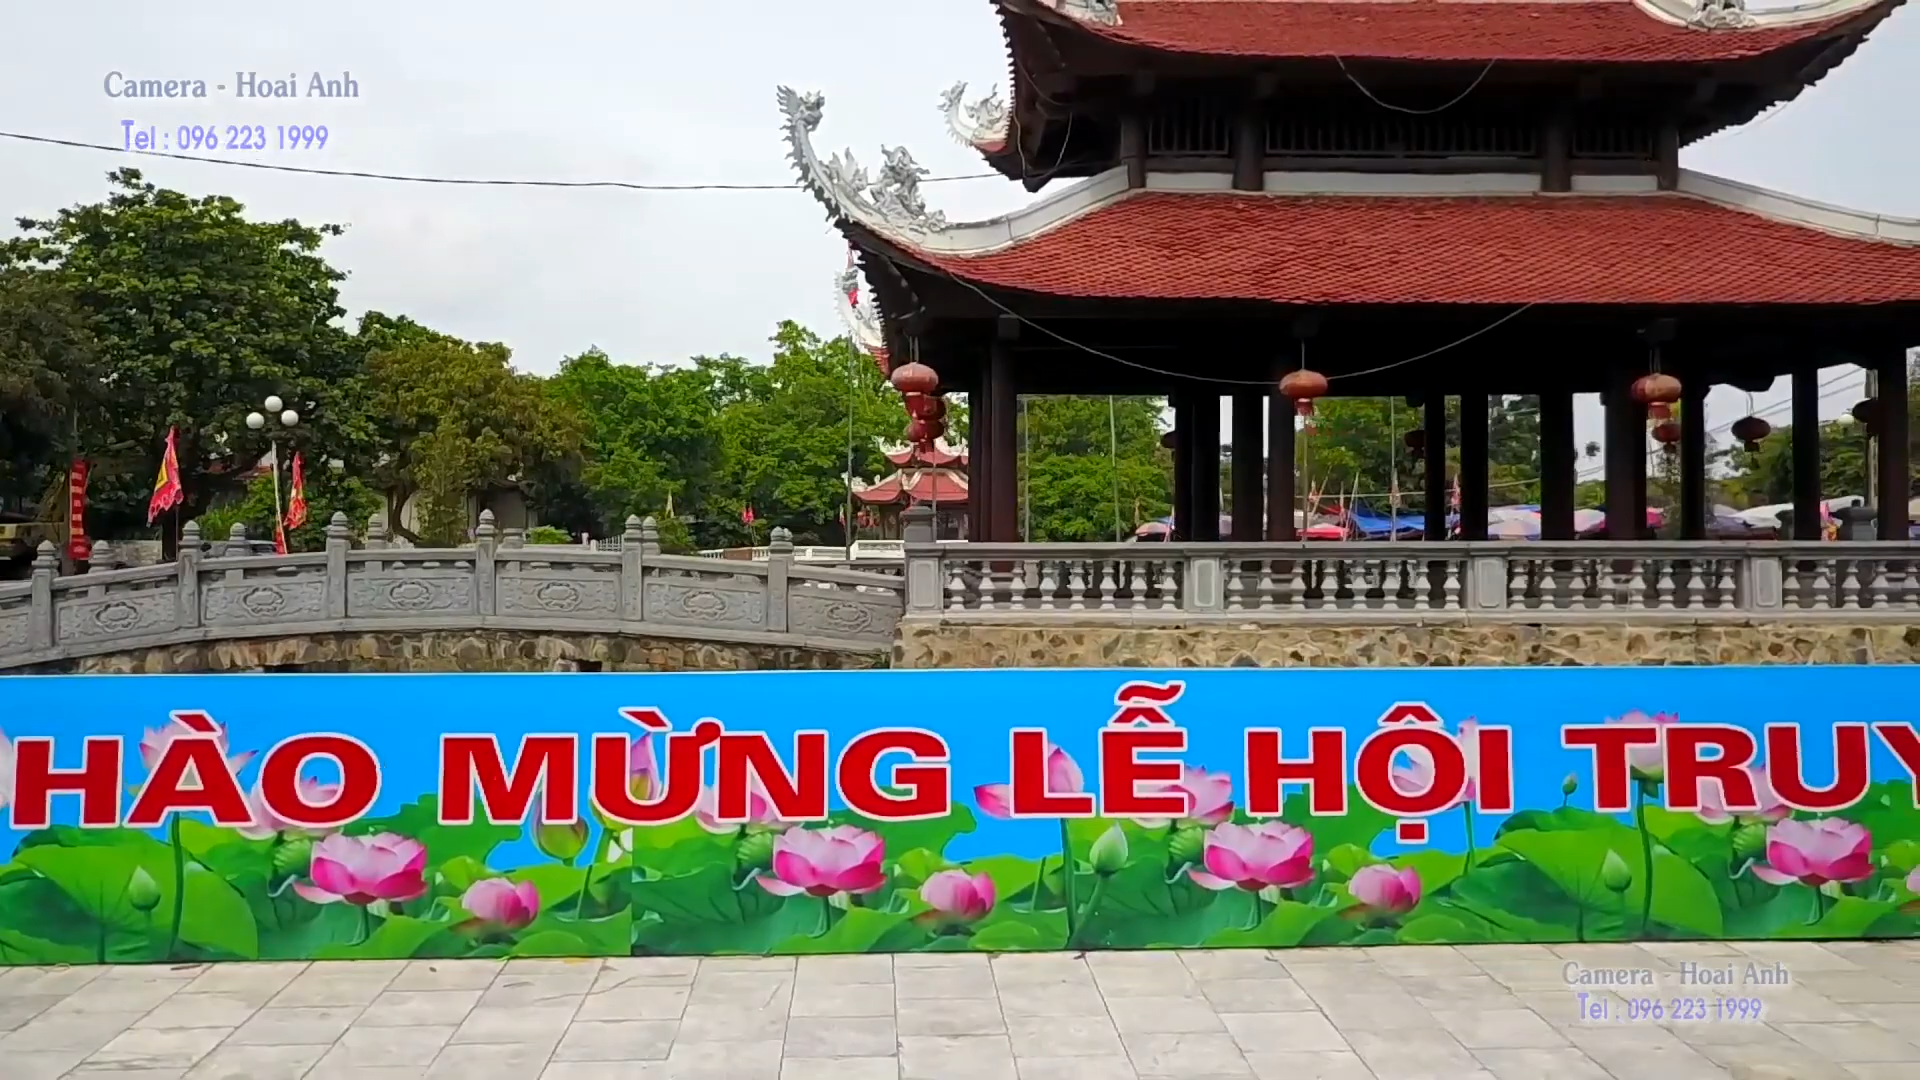 Camera - Hoai Anh
Tel : 096 223 1999
HÀO MỪNG LỄ HỘI TRUY
Camera - Hoai Anh
Tel : 096 223 1999